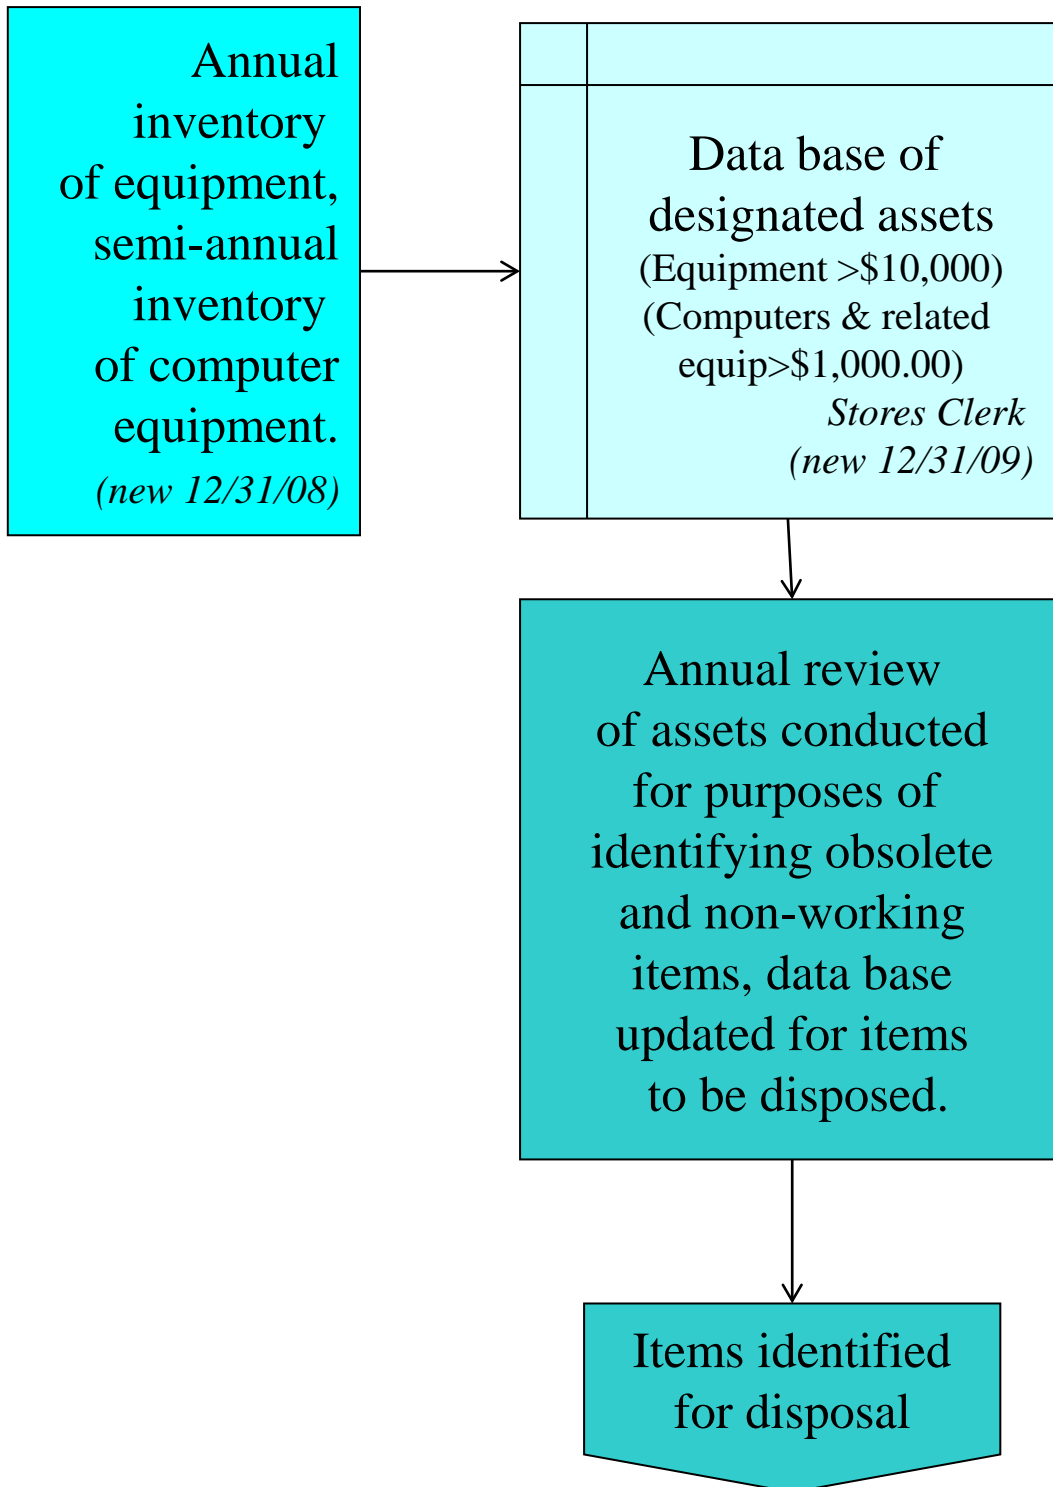 Annual
inventory
of equipment,
semi-annual
inventory
of computer
equipment.
(new 12/31/08)
Data base of
designated assets
(Equipment >$10,000)
(Computers & related
equip>$1,000.00)
Stores Clerk
(new 12/31/09)
Annual review
of assets conducted
for purposes of
identifying obsolete
and non-working
items, data base
updated for items
to be disposed.
Items identified
for disposal